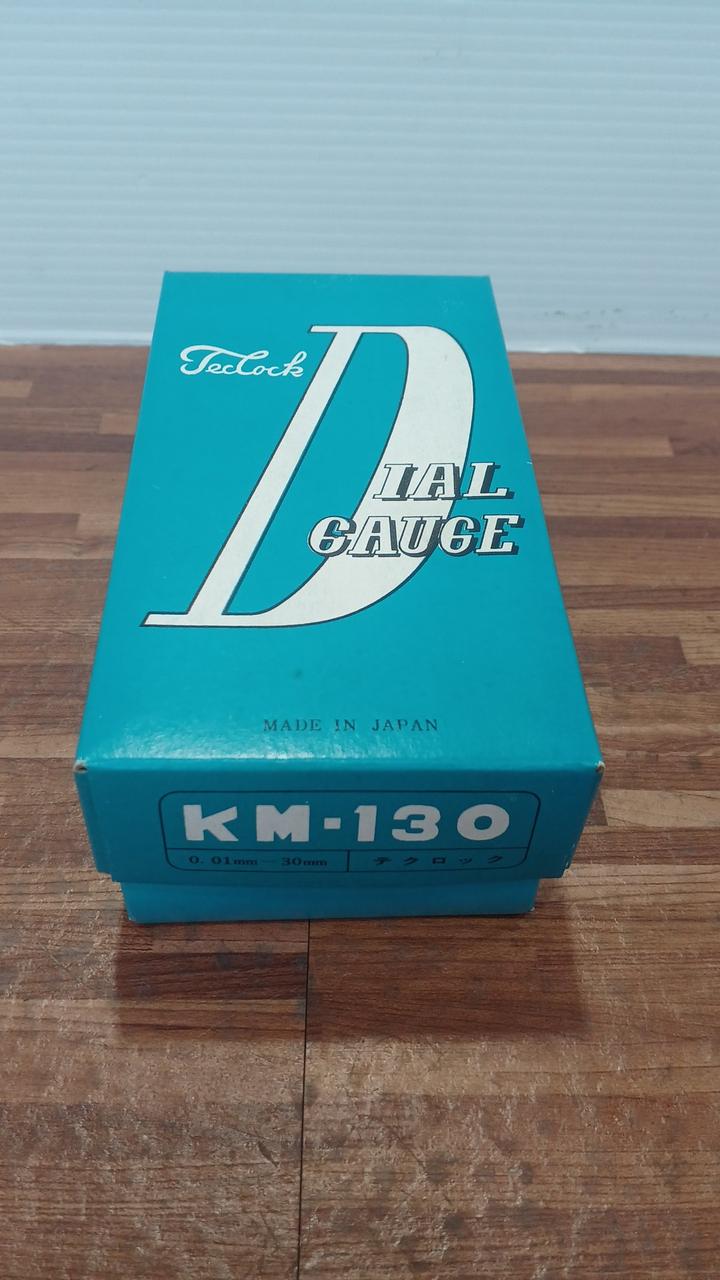 Teclock
DIAL
GAUGE
MADE IN JAPAN
KM-130
0.01mm-30mm テクロック